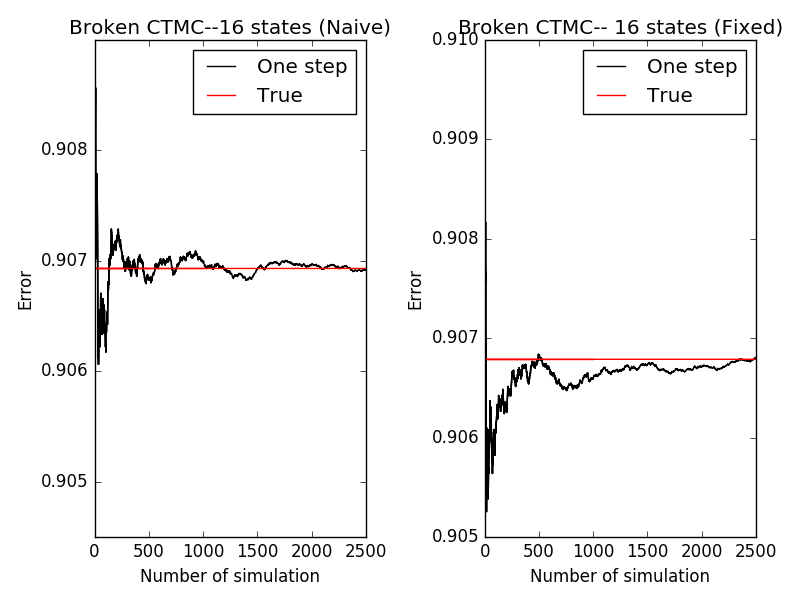 Broken CTMC--16 states (Naive)
One step
True
0.908
0.907
0.906
0.905
Error
0 500 1000 1500 2000 2500
Number of simulation
Broken CTMC-- 16 states (Fixed)
One step
True
0.910
0.909
0.908
0.907
0.906
0.905
Error
0 500 1000 1500 2000 2500
Number of simulation